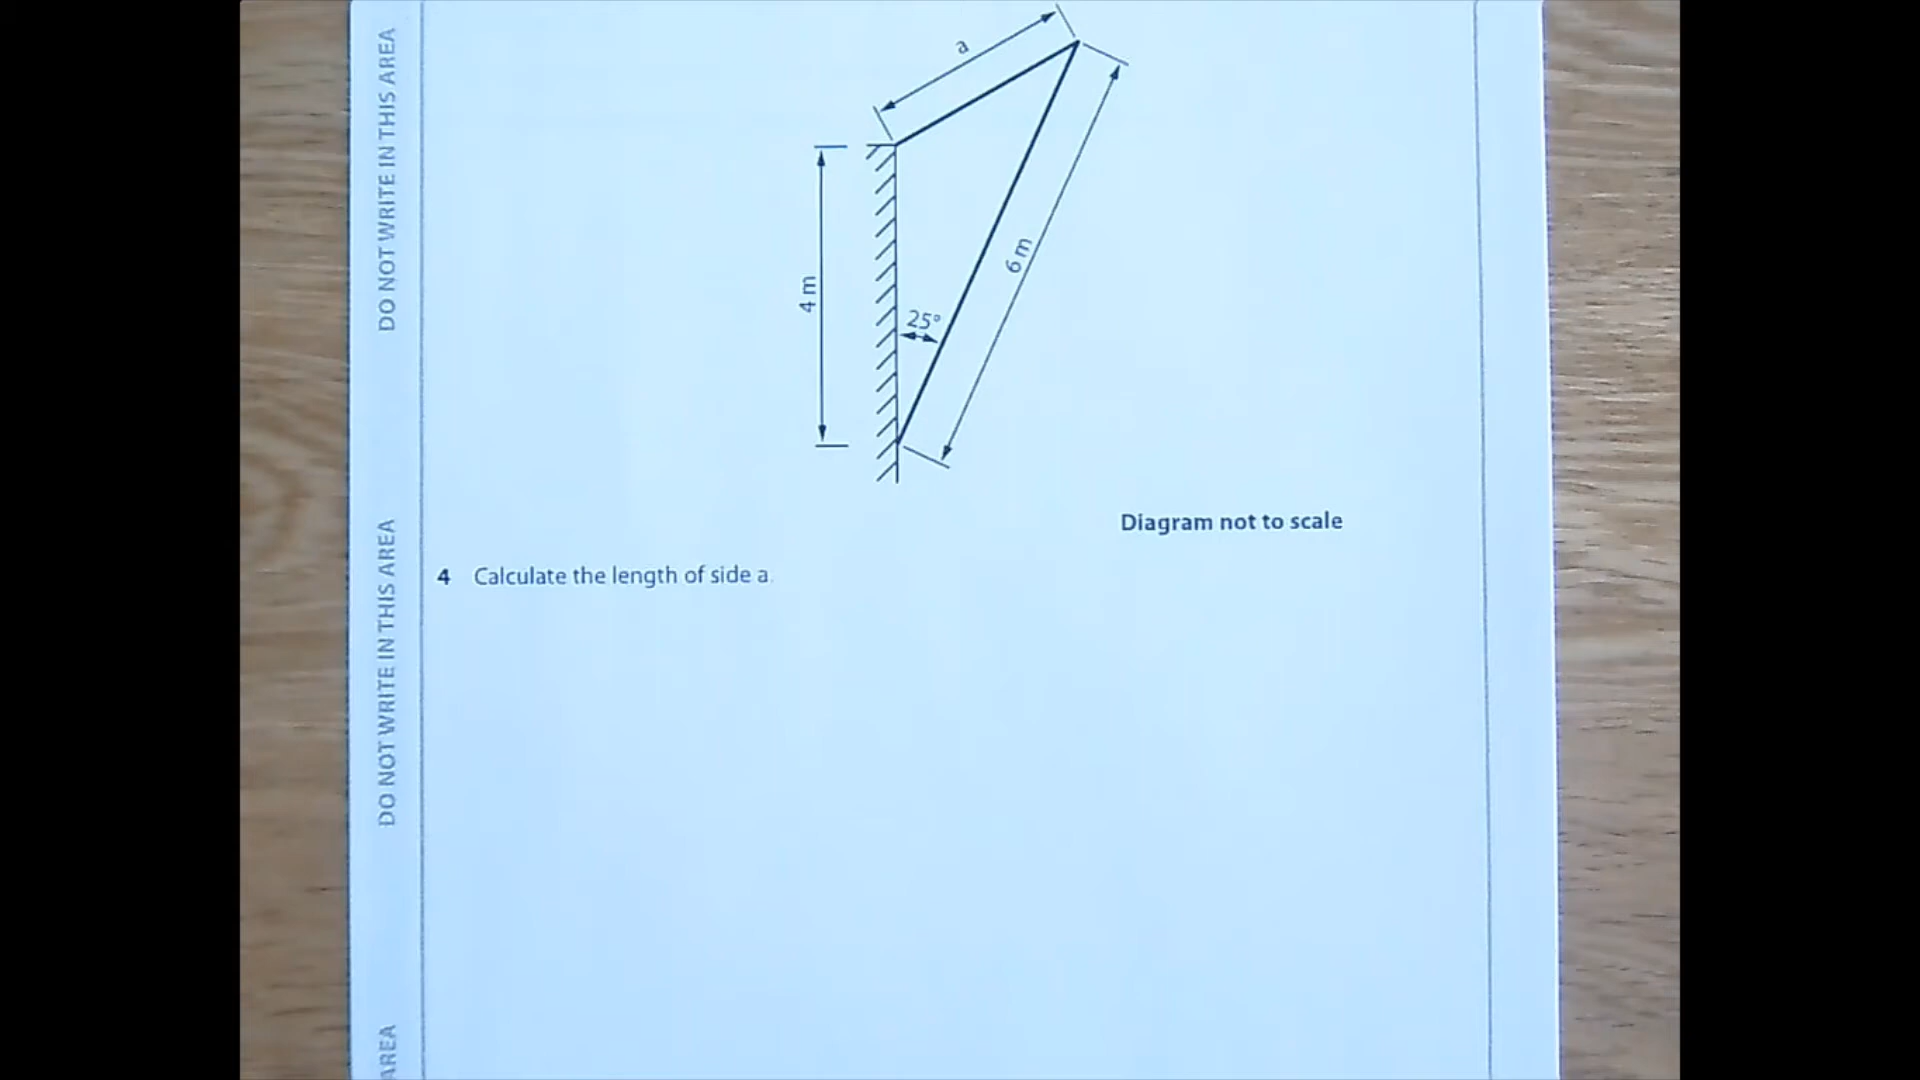 DO NOT WRITE IN THIS AREA
a
4 m
25°
6 m
Diagram not to scale
DO NOT WRITE IN THIS AREA
4 Calculate the length of side a.
AREA